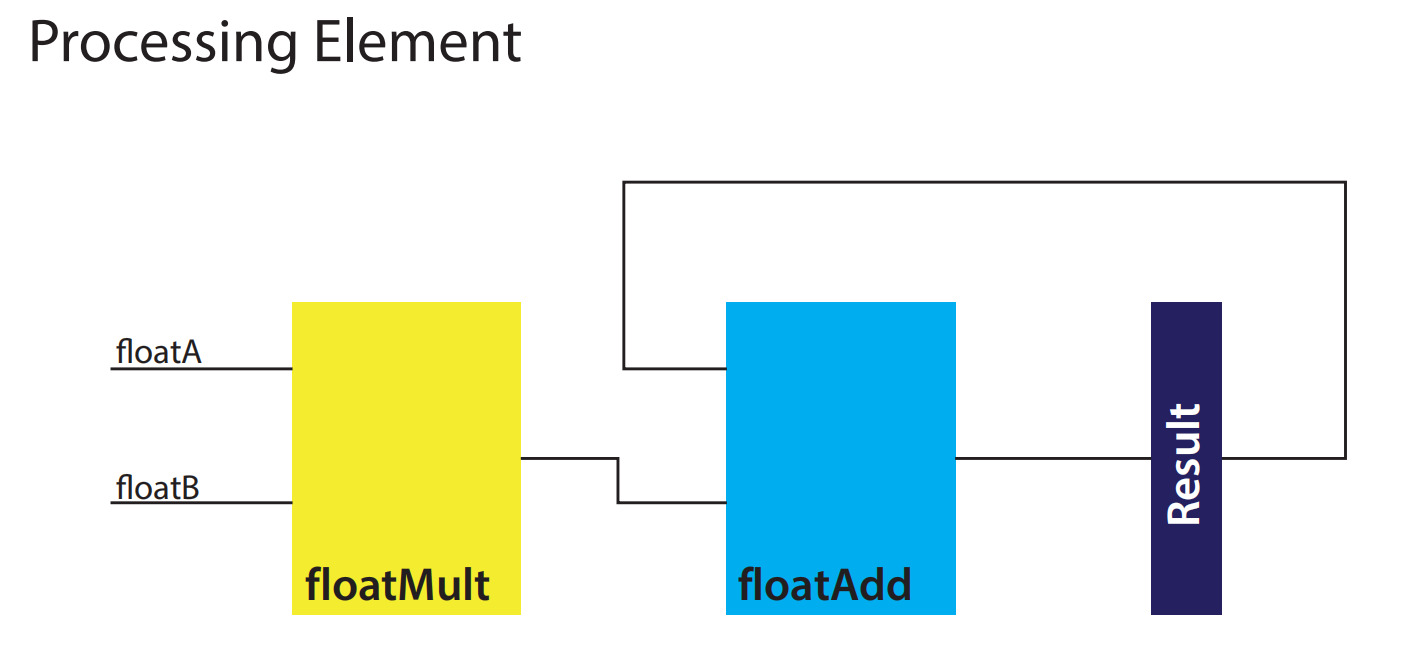 Processing Element
floatA
floatB
floatMult
floatAdd
Result